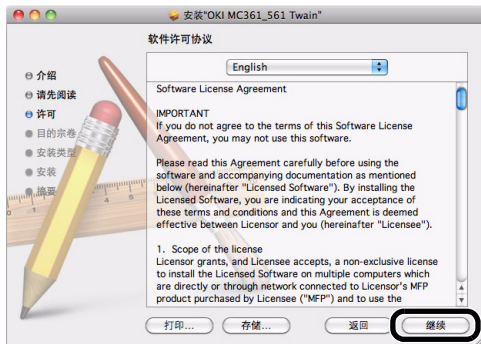 安装"OKI MC361_561 Twain"
软件许可协议
介绍
请先阅读
许可
目的宗卷
安装类型
安装
摘要
English
Software License Agreement
IMPORTANT
If you do not agree to the terms of this Software License
Agreement, you may not use this software.
Please read this Agreement carefully before using the
software and accompanying documentation as mentioned
below (hereinafter "Licensed Software"). By installing the
Licensed Software, you are indicating your acceptance of
these terms and conditions and this Agreement is deemed
effective between Licensor and you (hereinafter "Licensee").
1. Scope of the license
Licensor grants, and Licensee accepts, a non-exclusive license
to install the Licensed Software on multiple computers which
are directly or through network connected to Licensor's MFP
product purchased by Licensee ("MFP") and to use the
打印...
存储...
返回
继续